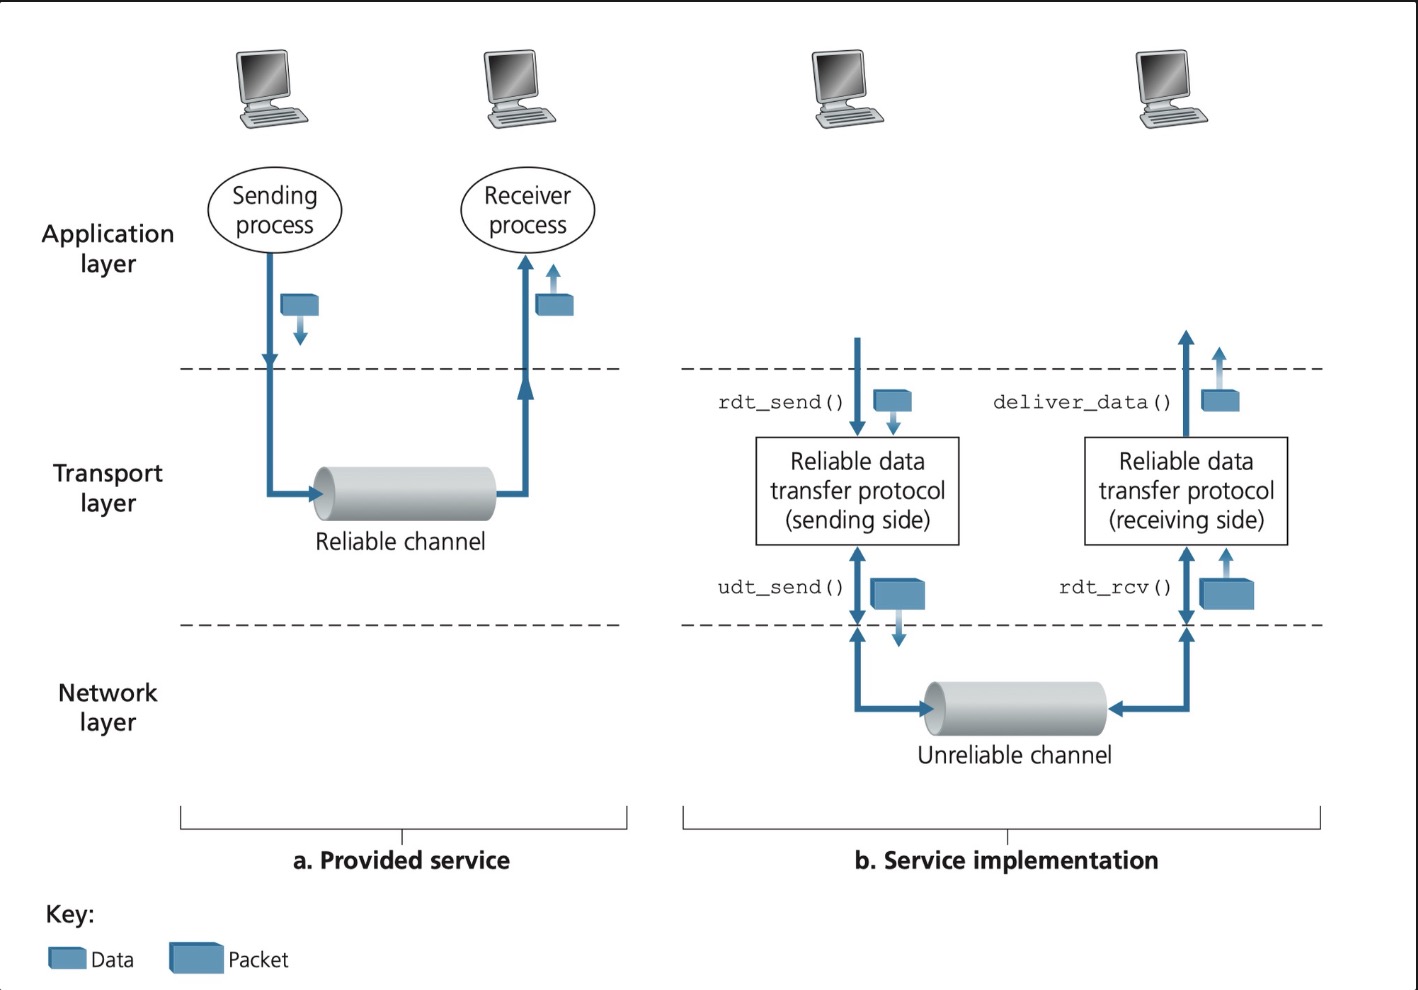 Sending
process
Receiver
process
Application
layer
rdt_send()
deliver_data()
Transport
layer
Reliable channel
Reliable data
transfer protocol
(sending side)
Reliable data
transfer protocol
(receiving side)
udt_send()
rdt_rcv()
Network
layer
Unreliable channel
a. Provided service
b. Service implementation
Key:
Data
Packet